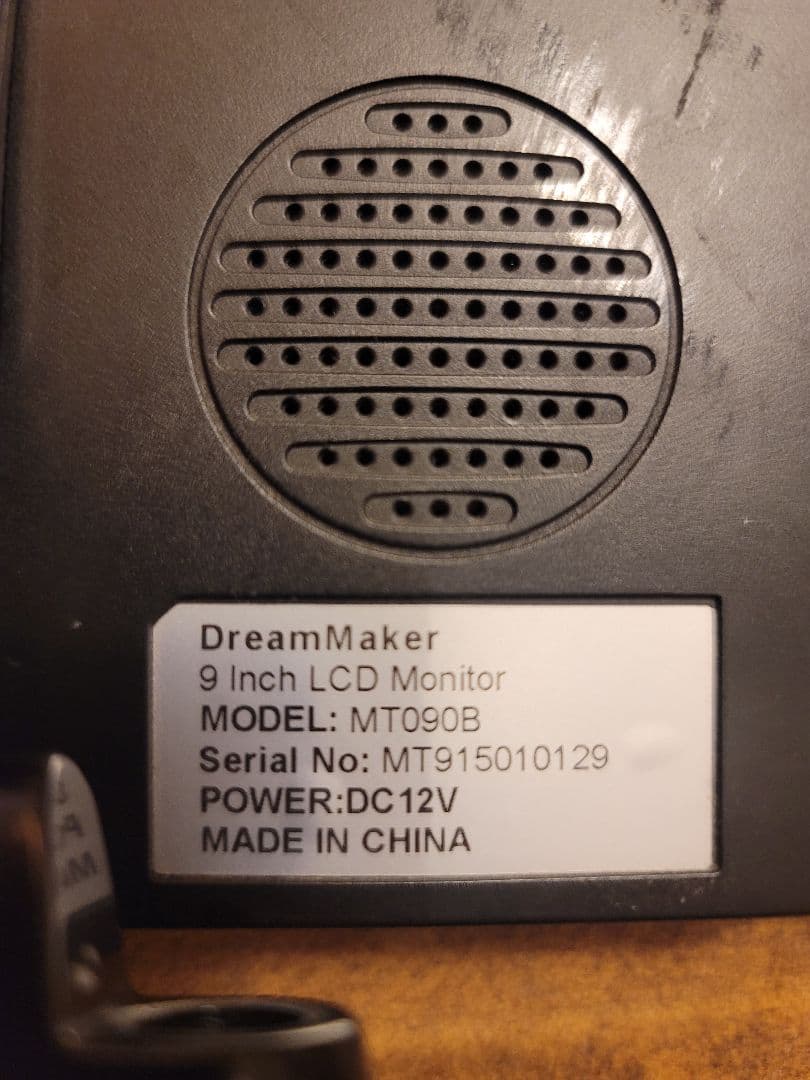 DreamMaker
9 Inch LCD Monitor
MODEL: MT090B
Serial No: MT915010129
POWER:DC12V
MADE IN CHINA